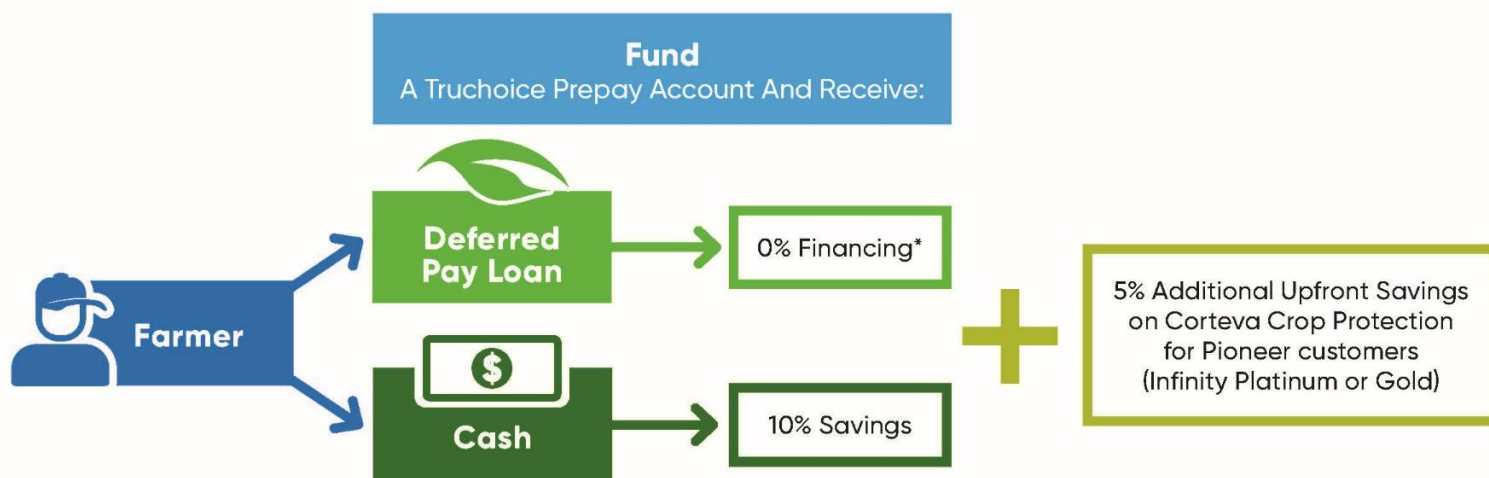 Fund
A Truchoice Prepay Account And Receive:
Farmer
Deferred
Pay Loan
0% Financing*
$
Cash
10% Savings
5% Additional Upfront Savings
on Corteva Crop Protection
for Pioneer customers
(Infinity Platinum or Gold)